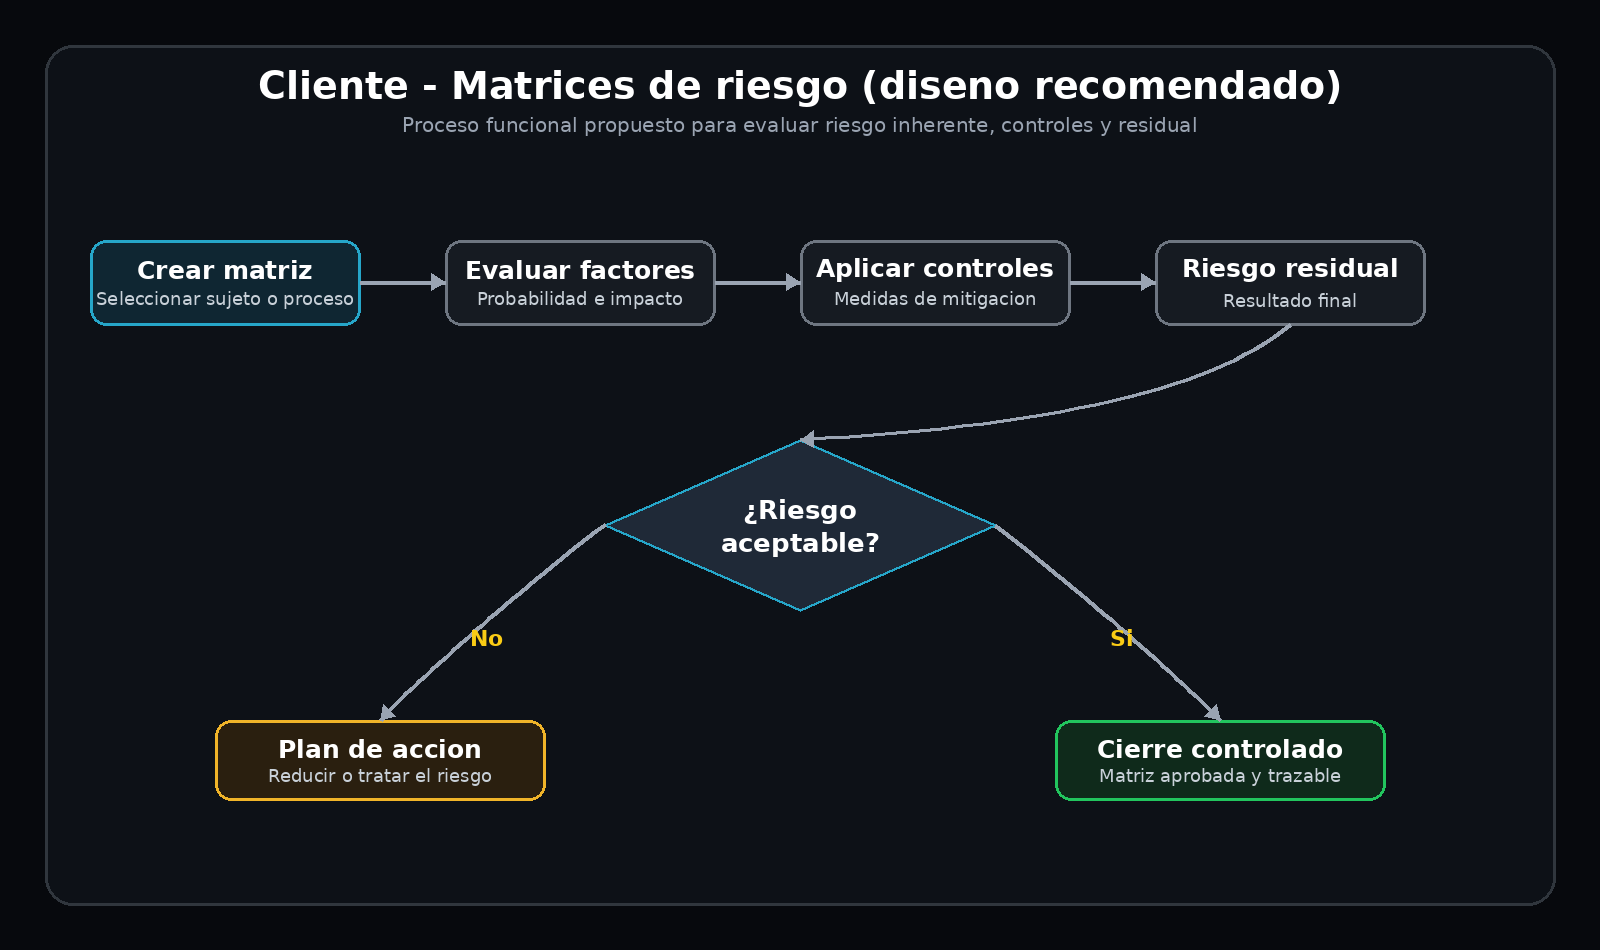 Cliente - Matrices de riesgo (diseno recomendado)
Proceso funcional propuesto para evaluar riesgo inherente, controles y residual
Crear matriz
Seleccionar sujeto o proceso
Evaluar factores
Probabilidad e impacto
Aplicar controles
Medidas de mitigacion
Riesgo residual
Resultado final
¿Riesgo
aceptable?
No
Si
Plan de accion
Reducir o tratar el riesgo
Cierre controlado
Matriz aprobada y trazable